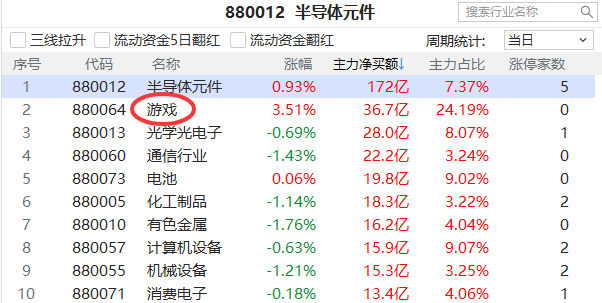 880012 半导体元件
搜索行业名称
三线拉升 流动资金5日翻红 流动资金翻红 周期统计: 当日
序号 代码 名称 涨幅 主力净买额↓ 主力占比 涨停家数
1 880012 半导体元件 0.93% 172亿 7.37% 5
2 880064 游戏 3.51% 36.7亿 24.19% 0
3 880013 光学光电子 -0.69% 28.0亿 8.07% 1
4 880060 通信行业 -1.43% 22.2亿 3.24% 0
5 880073 电池 0.06% 19.8亿 9.02% 0
6 880005 化工制品 -1.14% 18.3亿 3.22% 2
7 880010 有色金属 -1.76% 16.2亿 4.04% 0
8 880057 计算机设备 -0.63% 15.9亿 9.07% 2
9 880055 机械设备 -1.21% 15.3亿 3.25% 2
10 880071 消费电子 -0.18% 13.4亿 4.06% 1